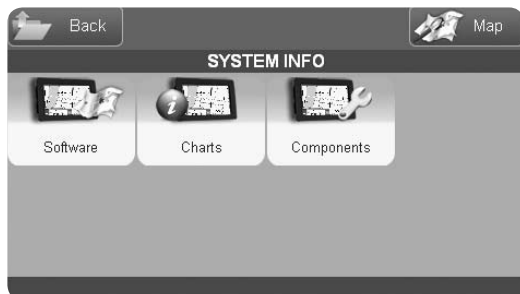 Back
Map
SYSTEM INFO
Software
Charts
Components